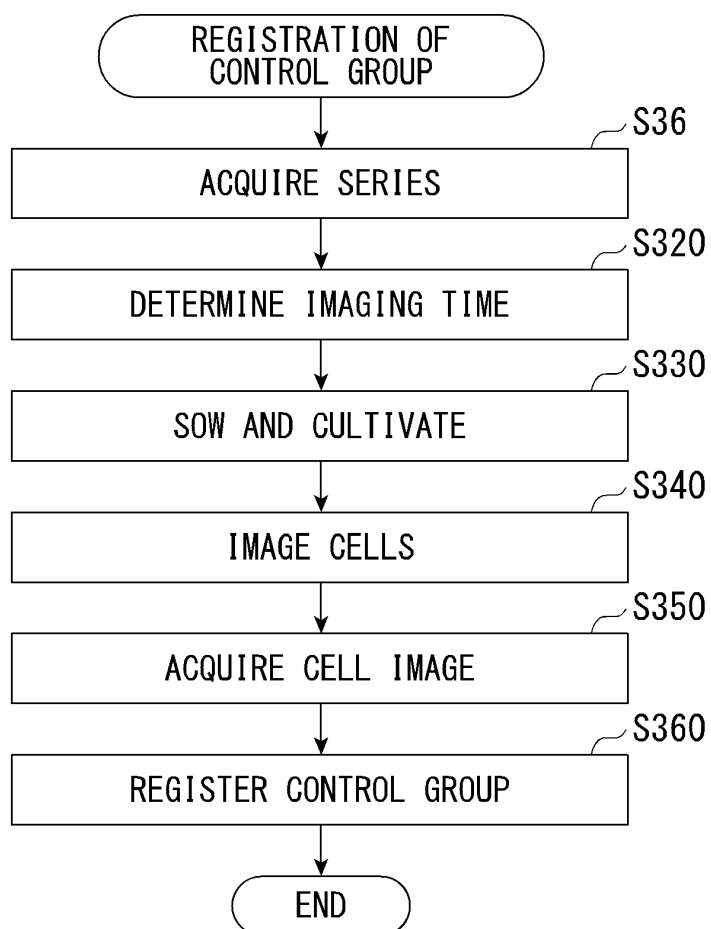 REGISTRATION OF
CONTROL GROUP
S36
ACQUIRE SERIES
S320
DETERMINE IMAGING TIME
S330
SOW AND CULTIVATE
S340
IMAGE CELLS
S350
ACQUIRE CELL IMAGE
S360
REGISTER CONTROL GROUP
END